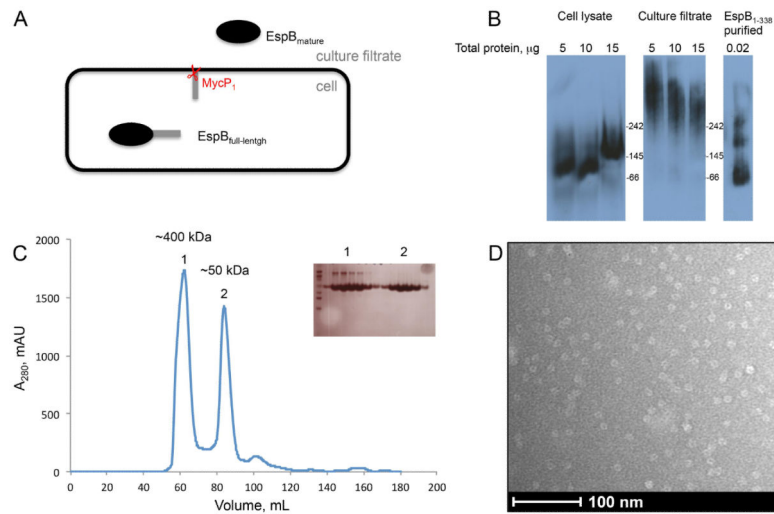 A
EspBmature
culture filtrate
MycP1
cell
EspBfull-lentgh
B
Cell lysate Culture filtrate EspB1-338
purified
Total protein, μg 5 10 15 5 10 15 0.02
-242 -242
-145 -145
-66 -66
C
~400 kDa
1
~50 kDa
2
1 2
2000
1500
1000
500
0
A280, mAU
0 20 40 60 80 100 120 140 160 180 200
Volume, mL
D
100 nm